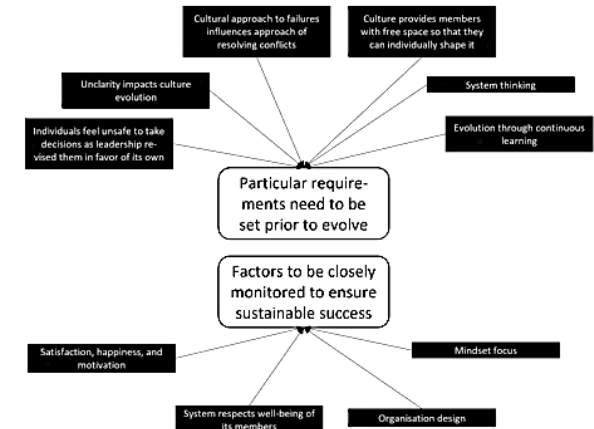 Cultural approach to failures
influences approach of
resolving conflicts
Culture provides members
with free space so that they
can individually shape it
Unclarity impacts culture
evolution
System thinking
Individuals feel unsafe to take
decisions as leadership re-
vised them in favor of its own
Evolution through continuous
learning
Particular require-
ments need to be
set prior to evolve
Factors to be closely
monitored to ensure
sustainable success
Satisfaction, happiness, and
motivation
Mindset focus
System respects well-being of
its members
Organisation design